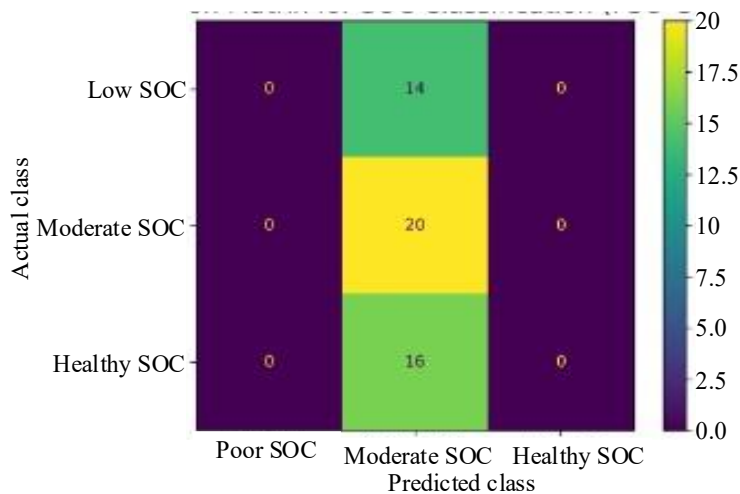 20
17.5
Low SOC 0 14 0
15
12.5
Actual class
Moderate SOC 0 20 0
10
7.5
5.0
Healthy SOC 0 16 0
2.5
0.0
Poor SOC Moderate SOC Healthy SOC
Predicted class